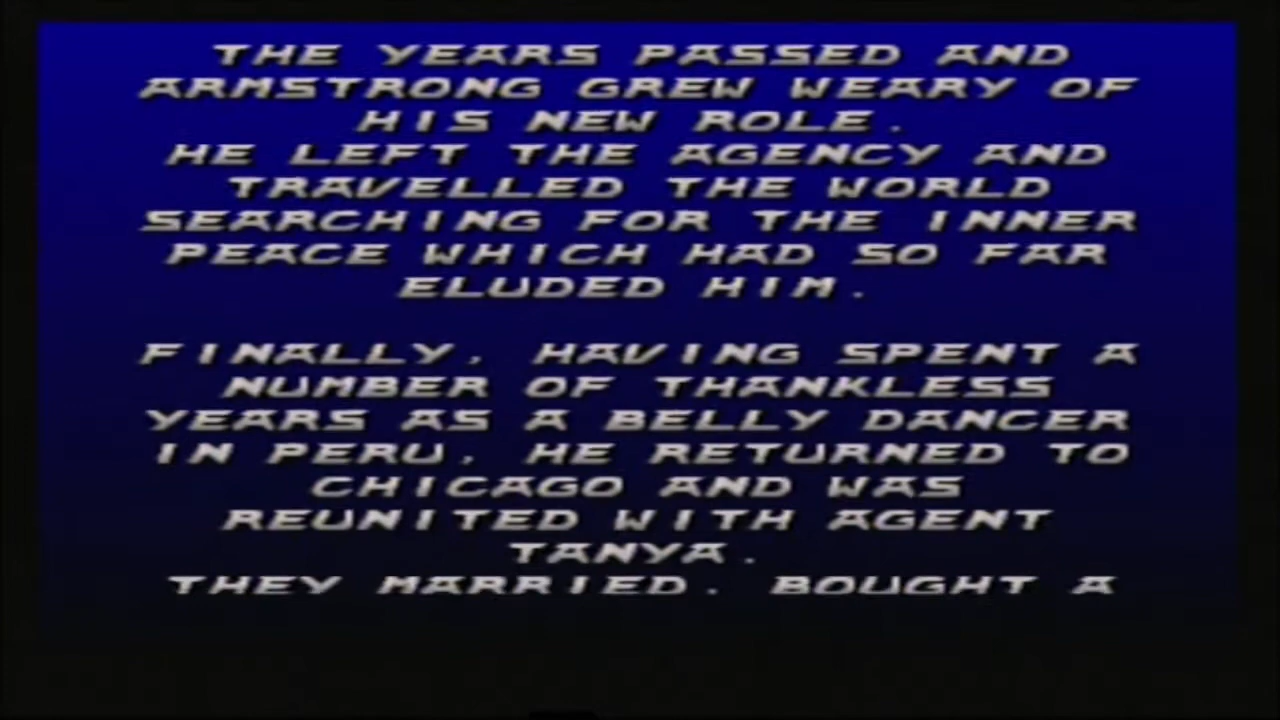 THE YEARS PASSED AND
ARMSTRONG GREW WEARY OF
HIS NEW ROLE.
HE LEFT THE AGENCY AND
TRAVELLED THE WORLD
SEARCHING FOR THE INNER
PEACE WHICH HAD SO FAR
ELUDED HIM.
FINALLY, HAVING SPENT A
NUMBER OF THANKLESS
YEARS AS A BELLY DANCER
IN PERU, HE RETURNED TO
CHICAGO AND WAS
REUNITED WITH AGENT
TANYA.
THEY MARRIED, BOUGHT A